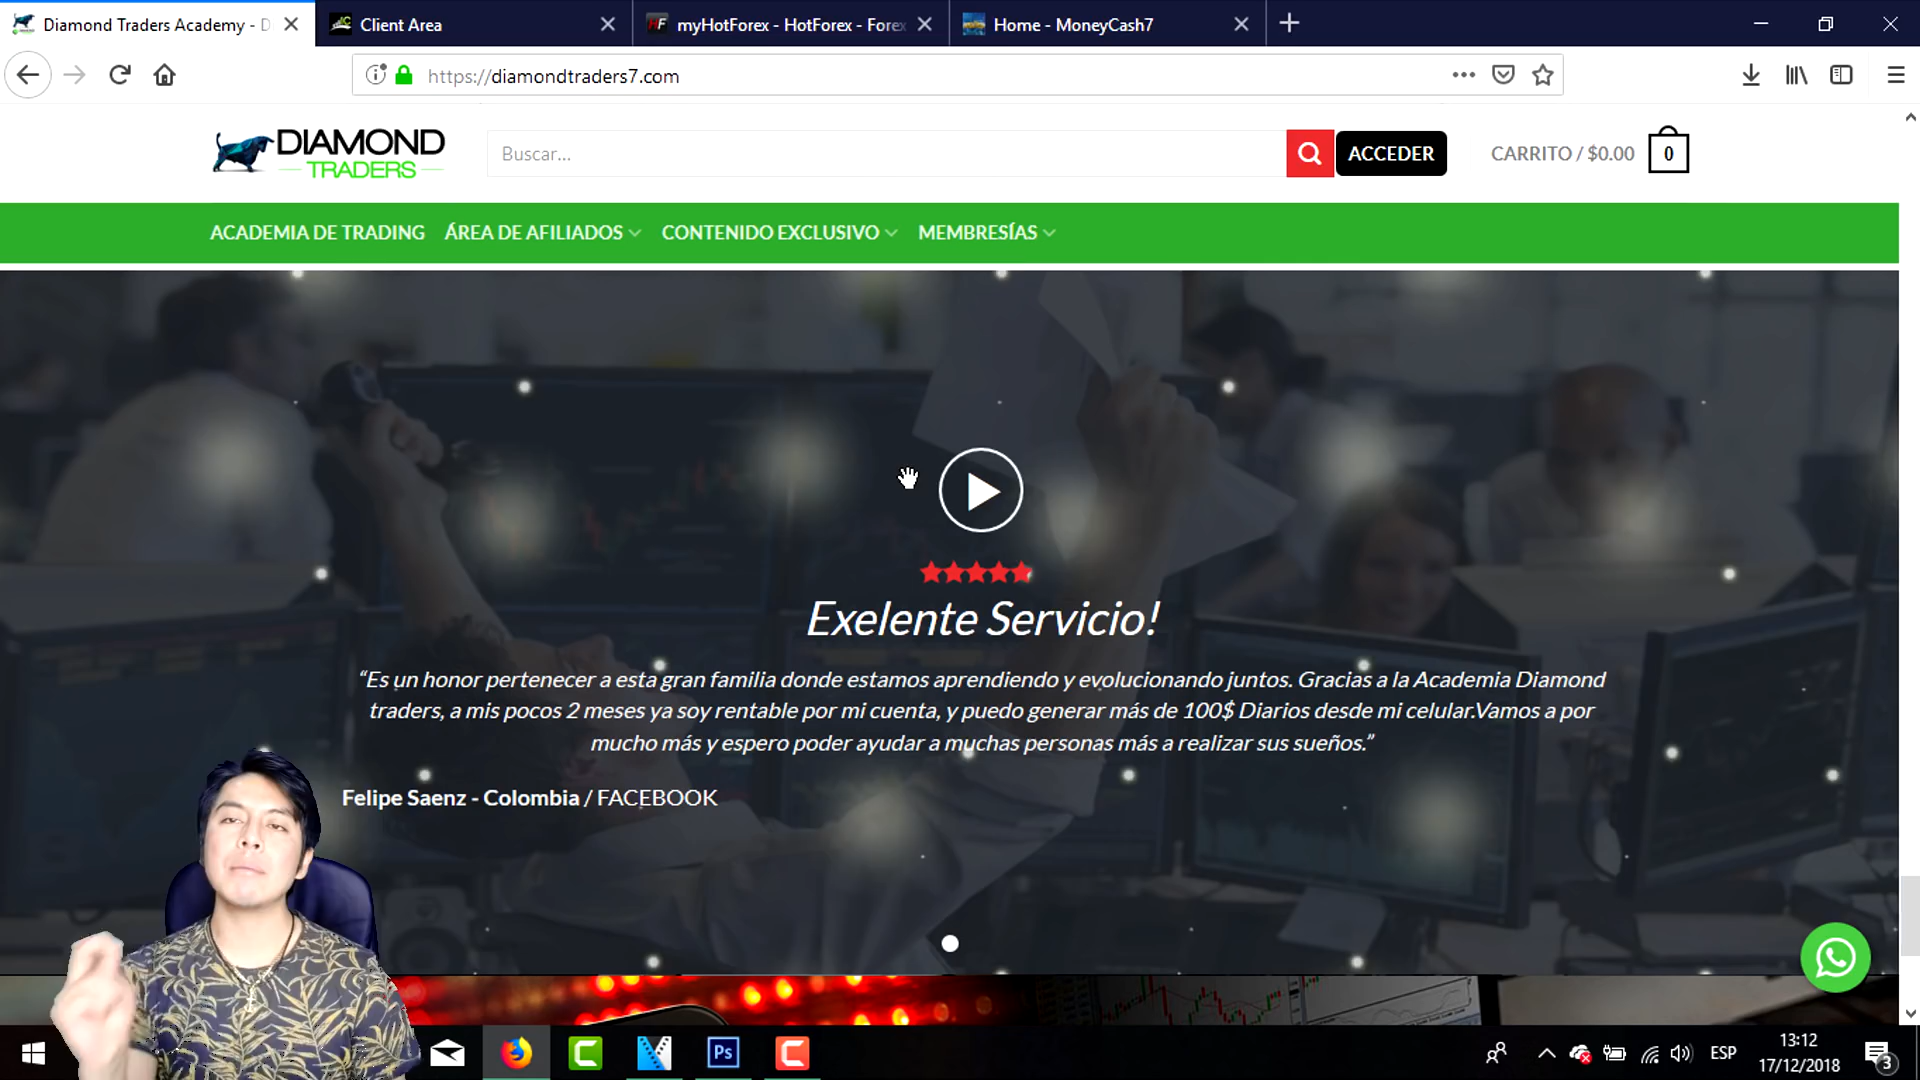 Diamond Traders Academy - D
Client Area
myHotForex - HotForex - Forex
Home - MoneyCash7
https://diamondtraders7.com
DIAMOND
TRADERS
Buscar...
ACCEDER
CARRITO / $0.00
0
ACADEMIA DE TRADING
ÁREA DE AFILIADOS
CONTENIDO EXCLUSIVO
MEMBRESÍAS
Exelente Servicio!
“Es un honor pertenecer a esta gran familia donde estamos aprendiendo y evolucionando juntos. Gracias a la Academia Diamond
traders, a mis pocos 2 meses ya soy rentable por mi cuenta, y puedo generar más de 100$ Diarios desde mi celular.Vamos a por
mucho más y espero poder ayudar a muchas personas más a realizar sus sueños.”
Felipe Saenz - Colombia / FACEBOOK
Ps
ESP
13:12
17/12/2018
3